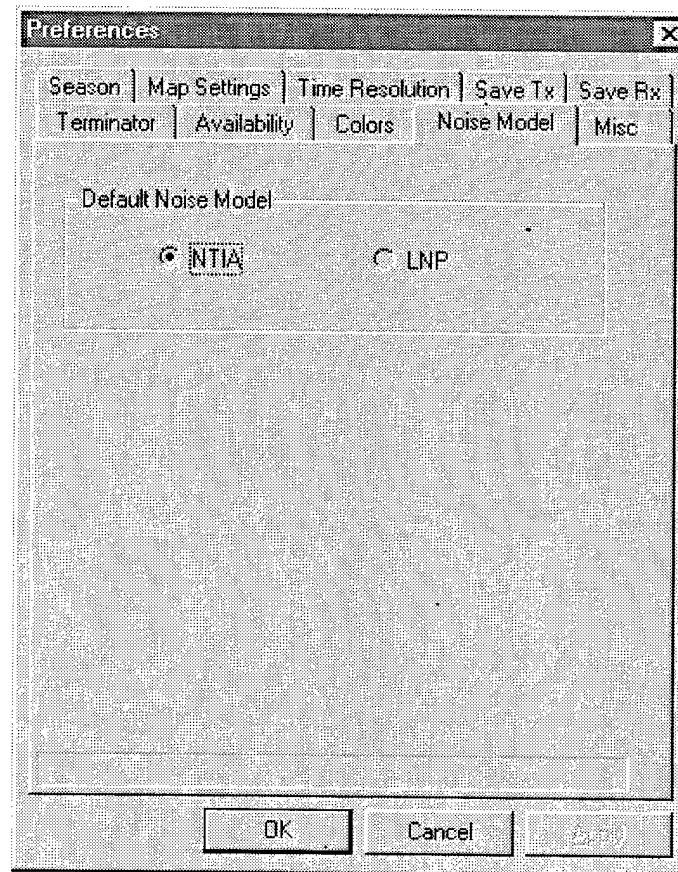 Preferences
Season Map Settings Time Resolution Save Tx Save Rx
Terminator Availability Colors Noise Model Misc
Default Noise Model
NTIA LNP
OK Cancel